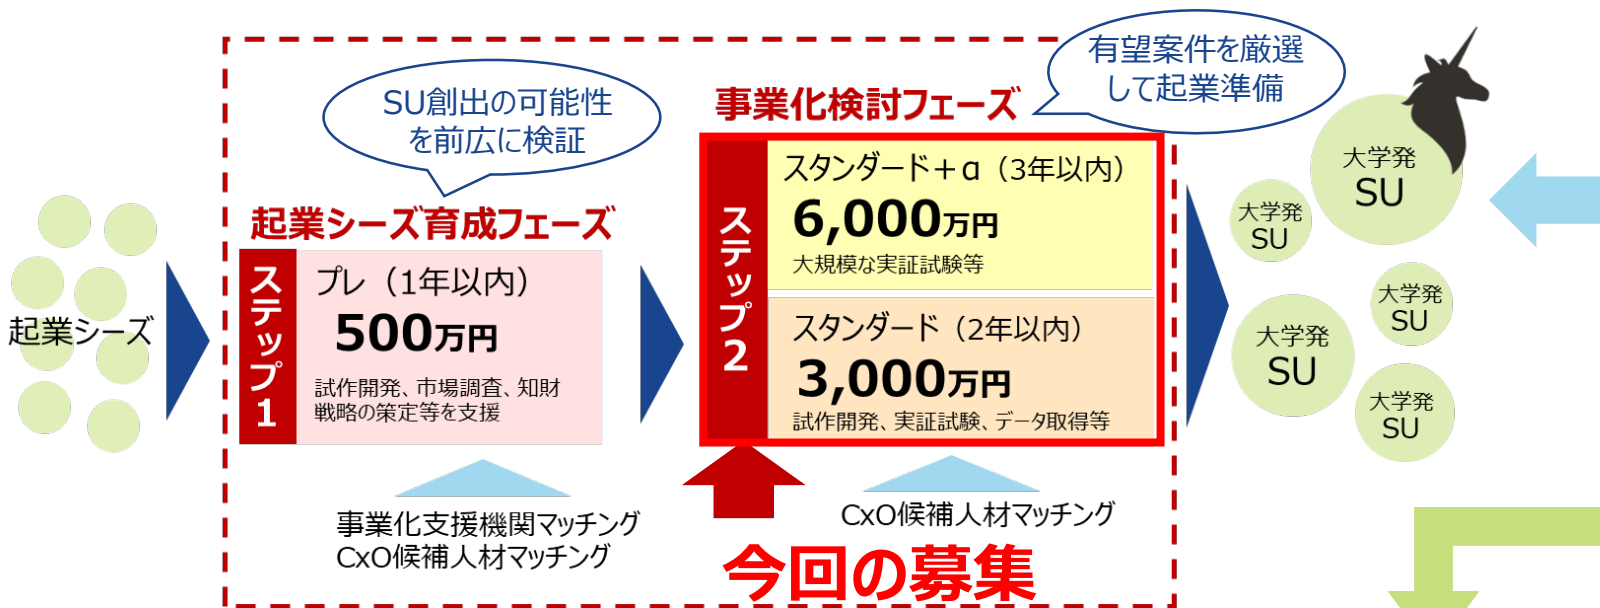 起業シーズ
SU創出の可能性
を前広に検証
起業シーズ育成フェーズ
ステップ1
プレ（1年以内）
500万円
試作開発、市場調査、知財
戦略の策定等を支援
事業化支援機関マッチング
CxO候補人材マッチング
有望案件を厳選
して起業準備
事業化検討フェーズ
ステップ2
スタンダード＋α（3年以内）
6,000万円
大規模な実証試験等
スタンダード（2年以内）
3,000万円
試作開発、実証試験、データ取得等
CxO候補人材マッチング
今回の募集
大学発
SU
大学発
SU
大学発
SU
大学発
SU
大学発
SU